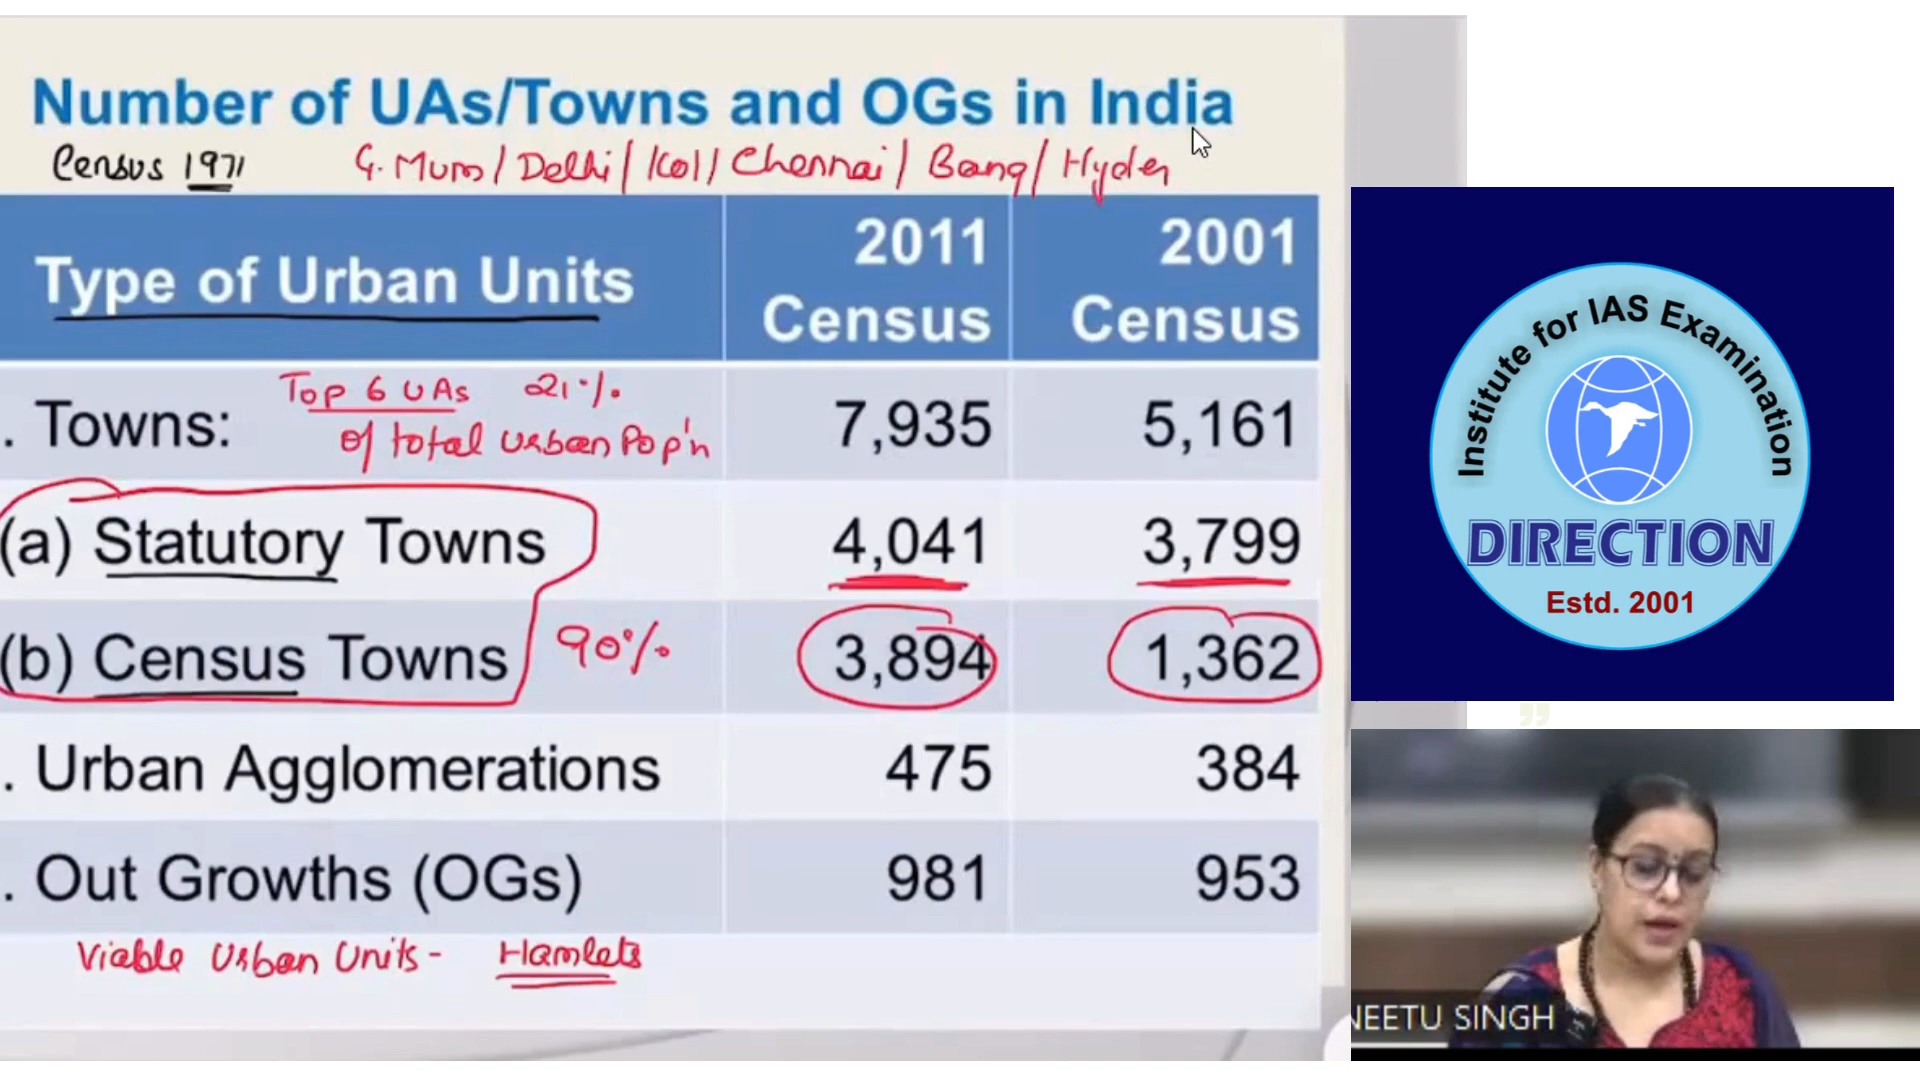 Number of UAs/Towns and OGs in India
Census 1971 G. Mum / Delhi / Kol / Chennai / Bang / Hyder
Type of Urban Units 2011 Census 2001 Census
. Towns: 7,935 5,161
Top 6 UAs 21%
of total urban Pop'n
(a) Statutory Towns 4,041 3,799
(b) Census Towns 90% 3,894 1,362
. Urban Agglomerations 475 384
. Out Growths (OGs) 981 953
Viable Urban Units - Hamlets
Institute for IAS Examination
DIRECTION
Estd. 2001
NEETU SINGH